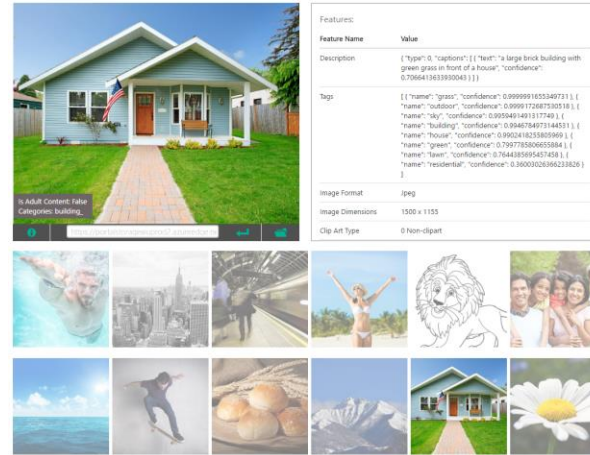 Is Adult Content: False
Categories: building_
Features:
Feature Name Value
Description { "type": 0, "captions": [ { "text": "a large brick building with
green grass in front of a house", "confidence":
0.7066413633930043 } ] }
Tags [ { "name": "grass", "confidence": 0.9999691655349731 }, {
"name": "outdoor", "confidence": 0.9999172687530518 }, {
"name": "sky", "confidence": 0.9959491491317749 }, {
"name": "building", "confidence": 0.9946784973144531 }, {
"name": "house", "confidence": 0.9902418253805969 }, {
"name": "green", "confidence": 0.7997785806655884 }, {
"name": "lawn", "confidence": 0.7644385695457458 }, {
"name": "residential", "confidence": 0.36003026366233826 }
]
Image Format Jpeg
Image Dimensions 1500 x 1155
Clip Art Type 0 Non-clipart